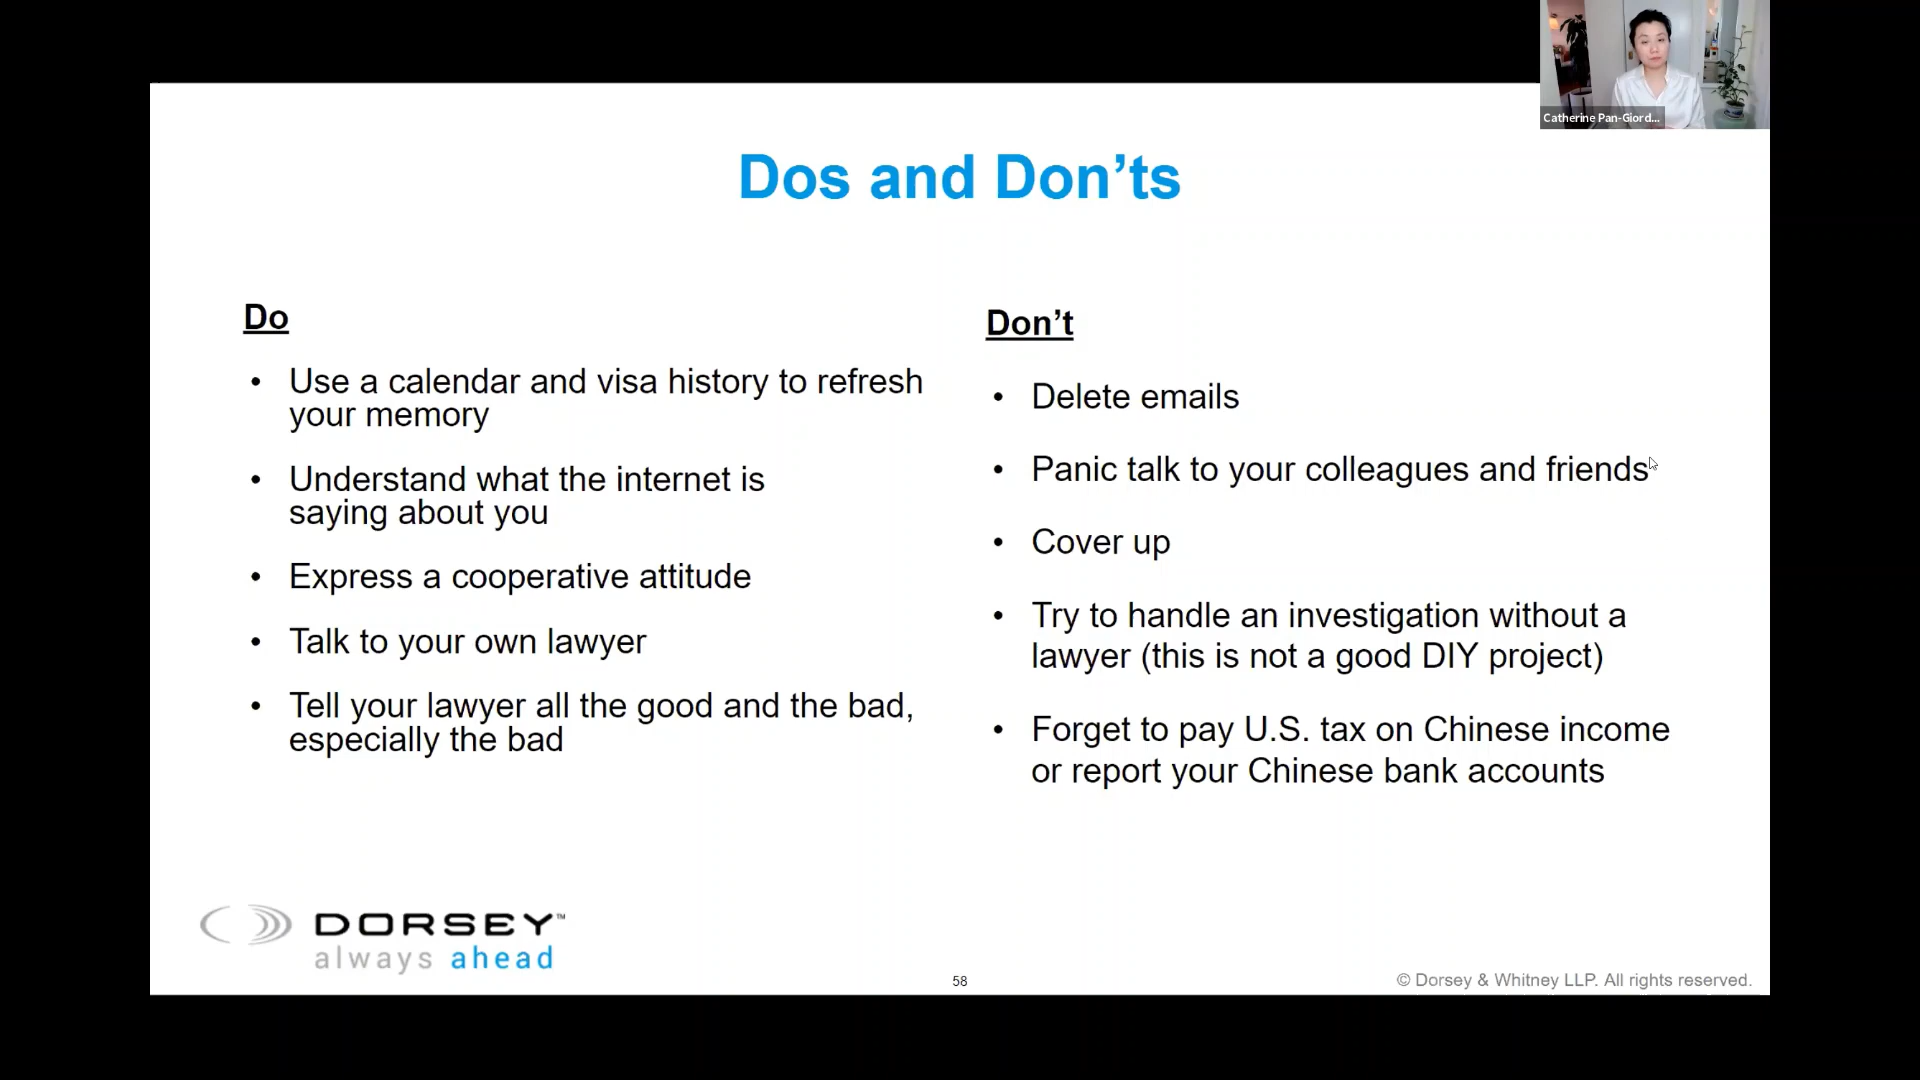 Catherine Pan-Giord...
Dos and Don’ts
Do
• Use a calendar and visa history to refresh
your memory
• Understand what the internet is
saying about you
• Express a cooperative attitude
• Talk to your own lawyer
• Tell your lawyer all the good and the bad,
especially the bad
Don’t
• Delete emails
• Panic talk to your colleagues and friends
• Cover up
• Try to handle an investigation without a
lawyer (this is not a good DIY project)
• Forget to pay U.S. tax on Chinese income
or report your Chinese bank accounts
DORSEY™
always ahead
58
© Dorsey & Whitney LLP. All rights reserved.